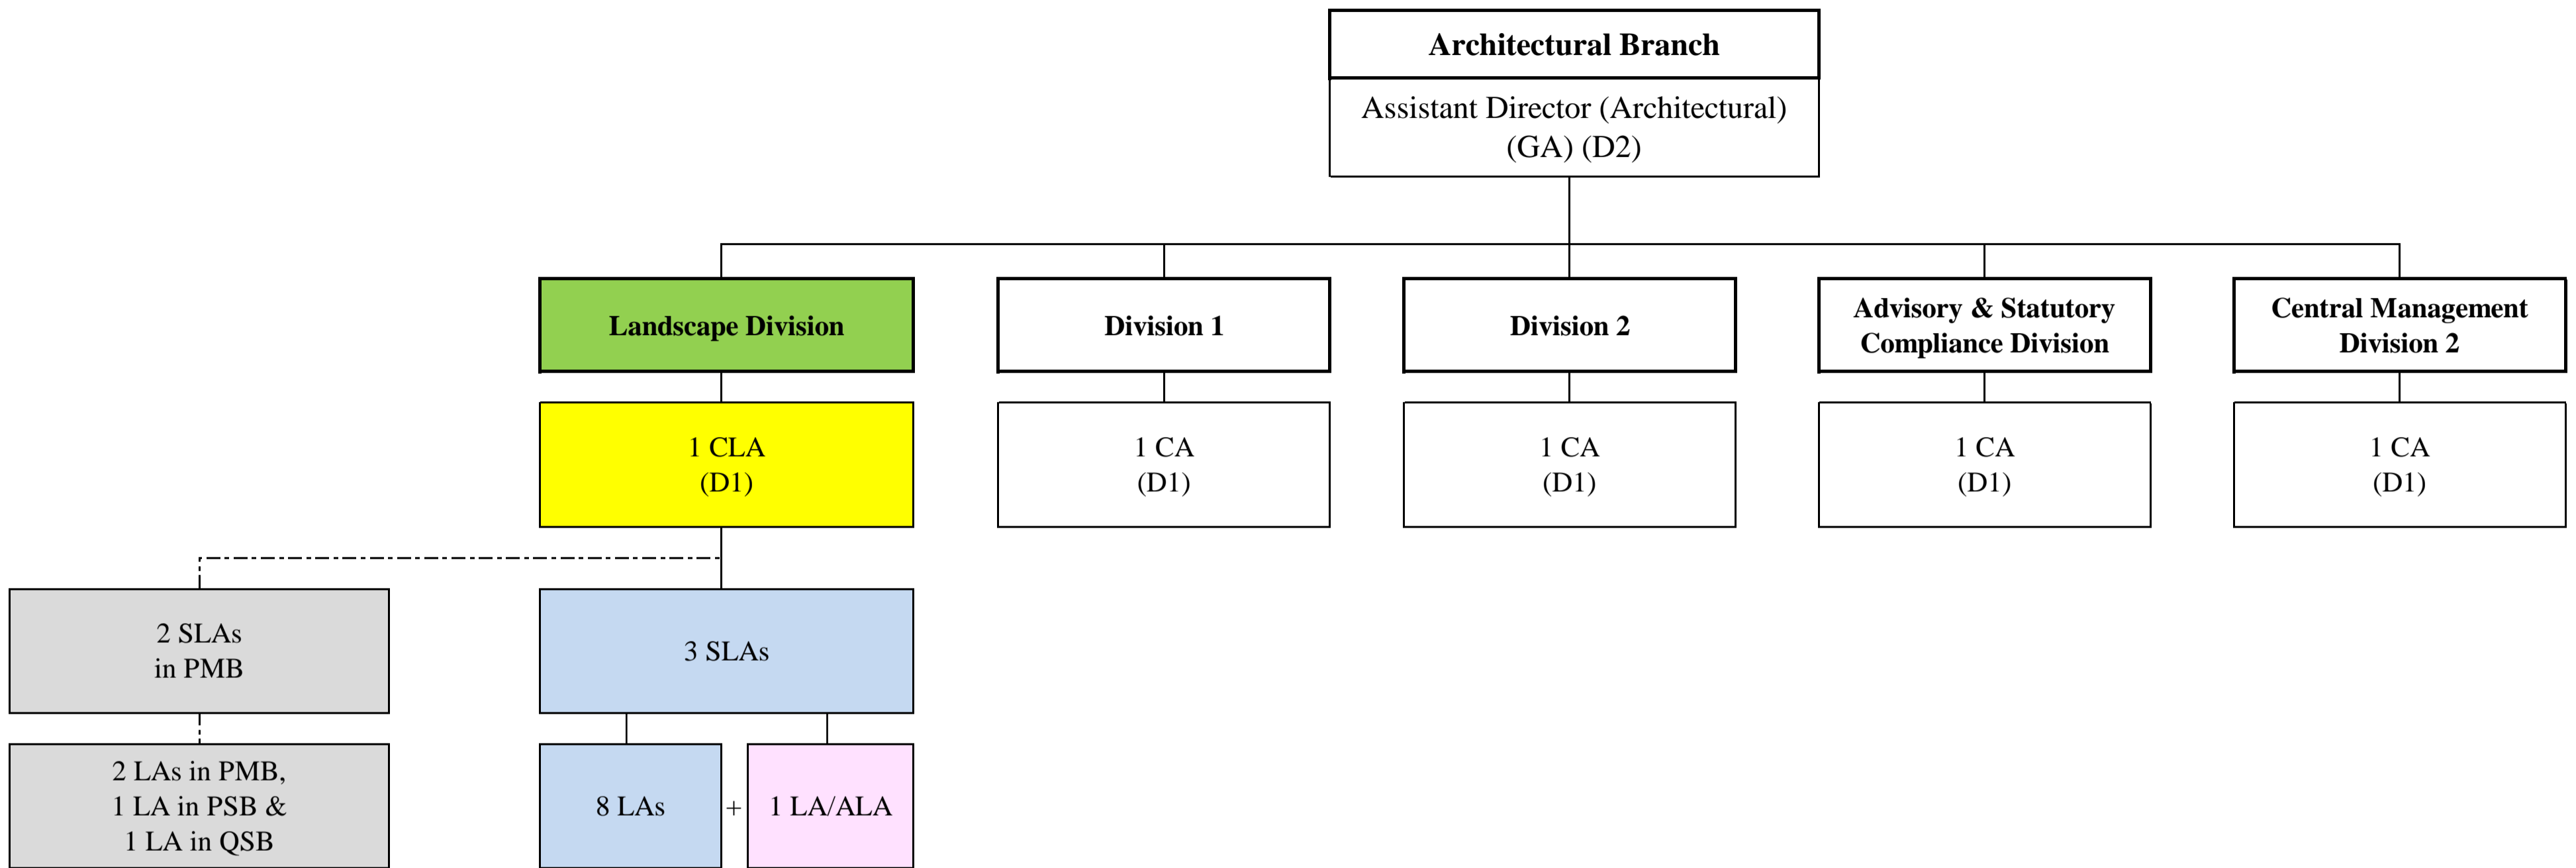 Architectural Branch
Assistant Director (Architectural)
(GA) (D2)
Landscape Division
Division 1
Division 2
Advisory & Statutory
Compliance Division
Central Management
Division 2
1 CLA
(D1)
1 CA
(D1)
1 CA
(D1)
1 CA
(D1)
1 CA
(D1)
2 SLAs
in PMB
3 SLAs
2 LAs in PMB,
1 LA in PSB &
1 LA in QSB
8 LAs
+
1 LA/ALA